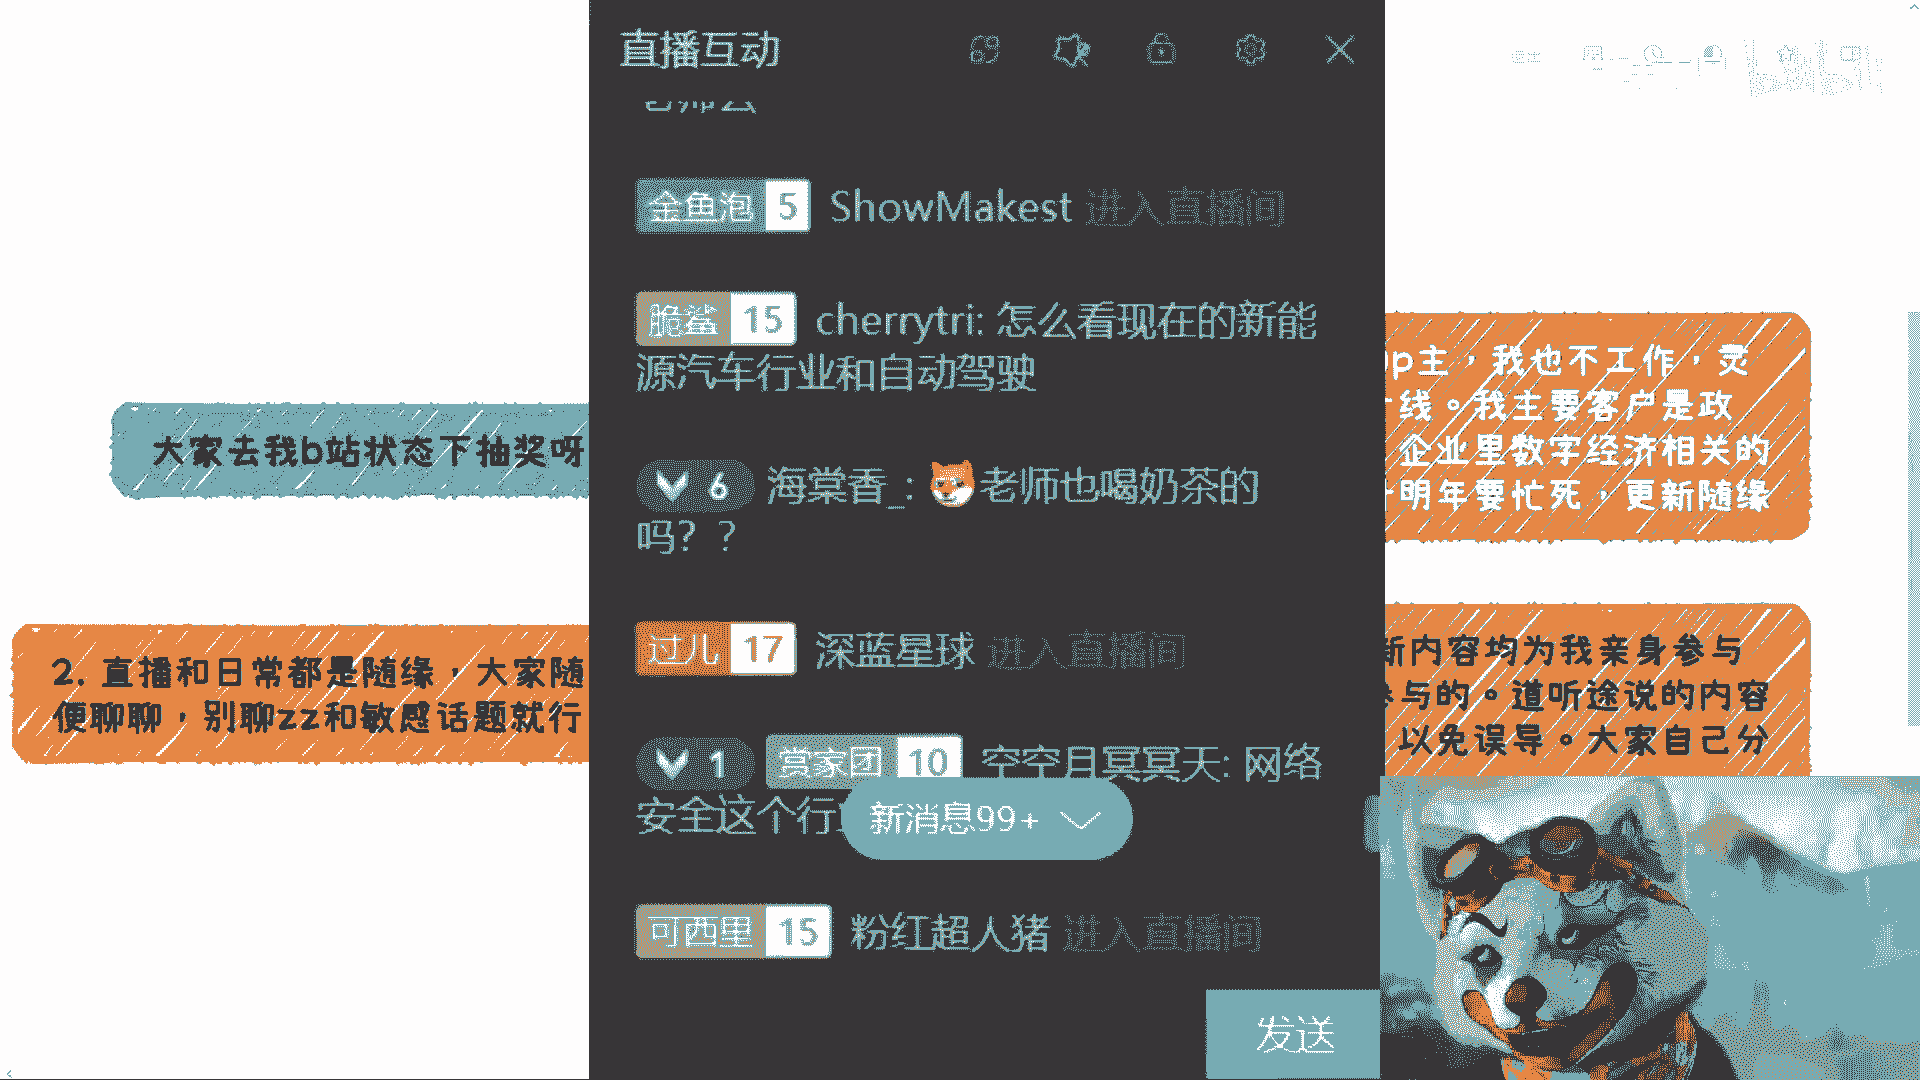 直播互动
金鱼泡 5 ShowMakest 进入直播间
脆鲨 15 cherrytri: 怎么看现在的新能
源汽车行业和自动驾驶
6 海棠香_: 老师也喝奶茶的
吗？？
过儿 17 深蓝星球 进入直播间
1 赏家团 10 空空月冥冥天: 网络
安全这个行
新消息99+
可西里 15 粉红超人猪 进入直播间
发送
大家去我b站状态下抽奖呀
2. 直播和日常都是随缘，大家随
便聊聊，别聊zz和敏感话题就行
p主，我也不工作，灵
线。我主要客户是政
企业里数字经济相关的
明年要忙死，更新随缘
新内容均为我亲身参与
参与的。道听途说的内容
以免误导。大家自己分